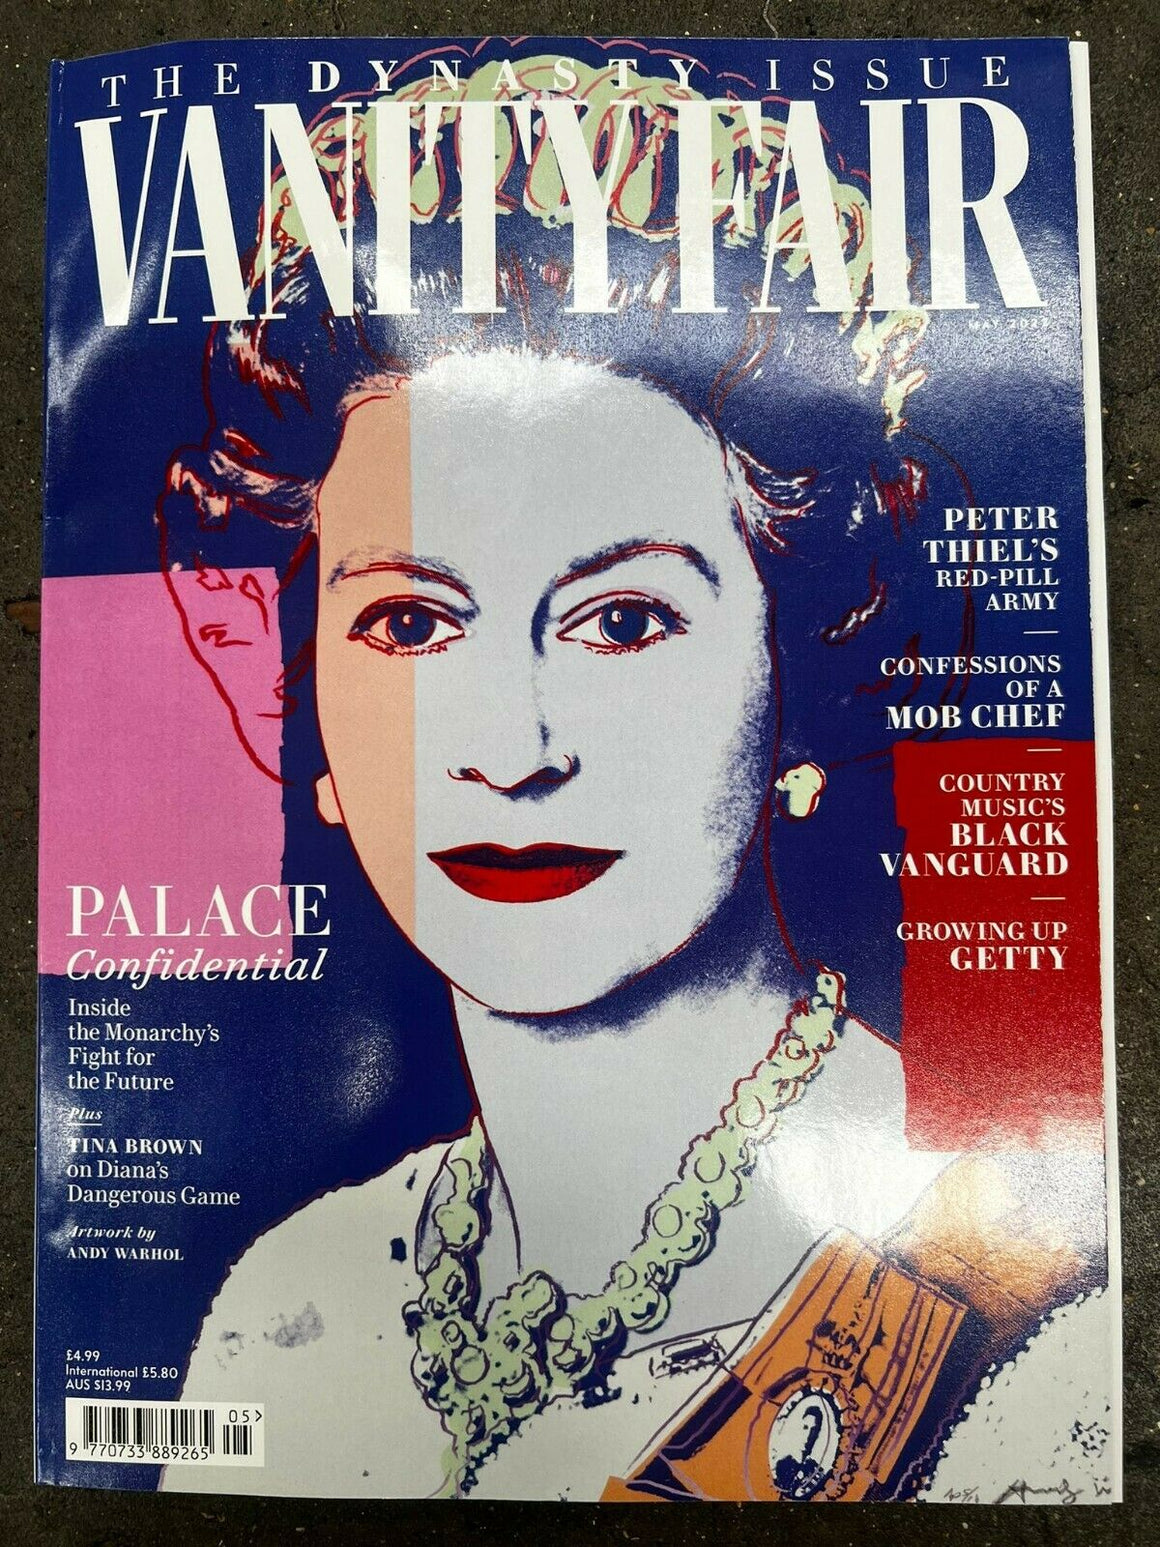 THE DYNASTY ISSUE
VANITY FAIR
MAY 2022
PETER
THIEL'S
RED-PILL
ARMY
CONFESSIONS
OF A
MOB CHEF
COUNTRY
MUSIC'S
BLACK
VANGUARD
GROWING UP
GETTY
PALACE
Confidential
Inside
the Monarchy's
Fight for
the Future
Plus
TINA BROWN
on Diana's
Dangerous Game
Artwork by
ANDY WARHOL
£4.99
International £5.80
AUS $13.99
05>
9 770733 889265